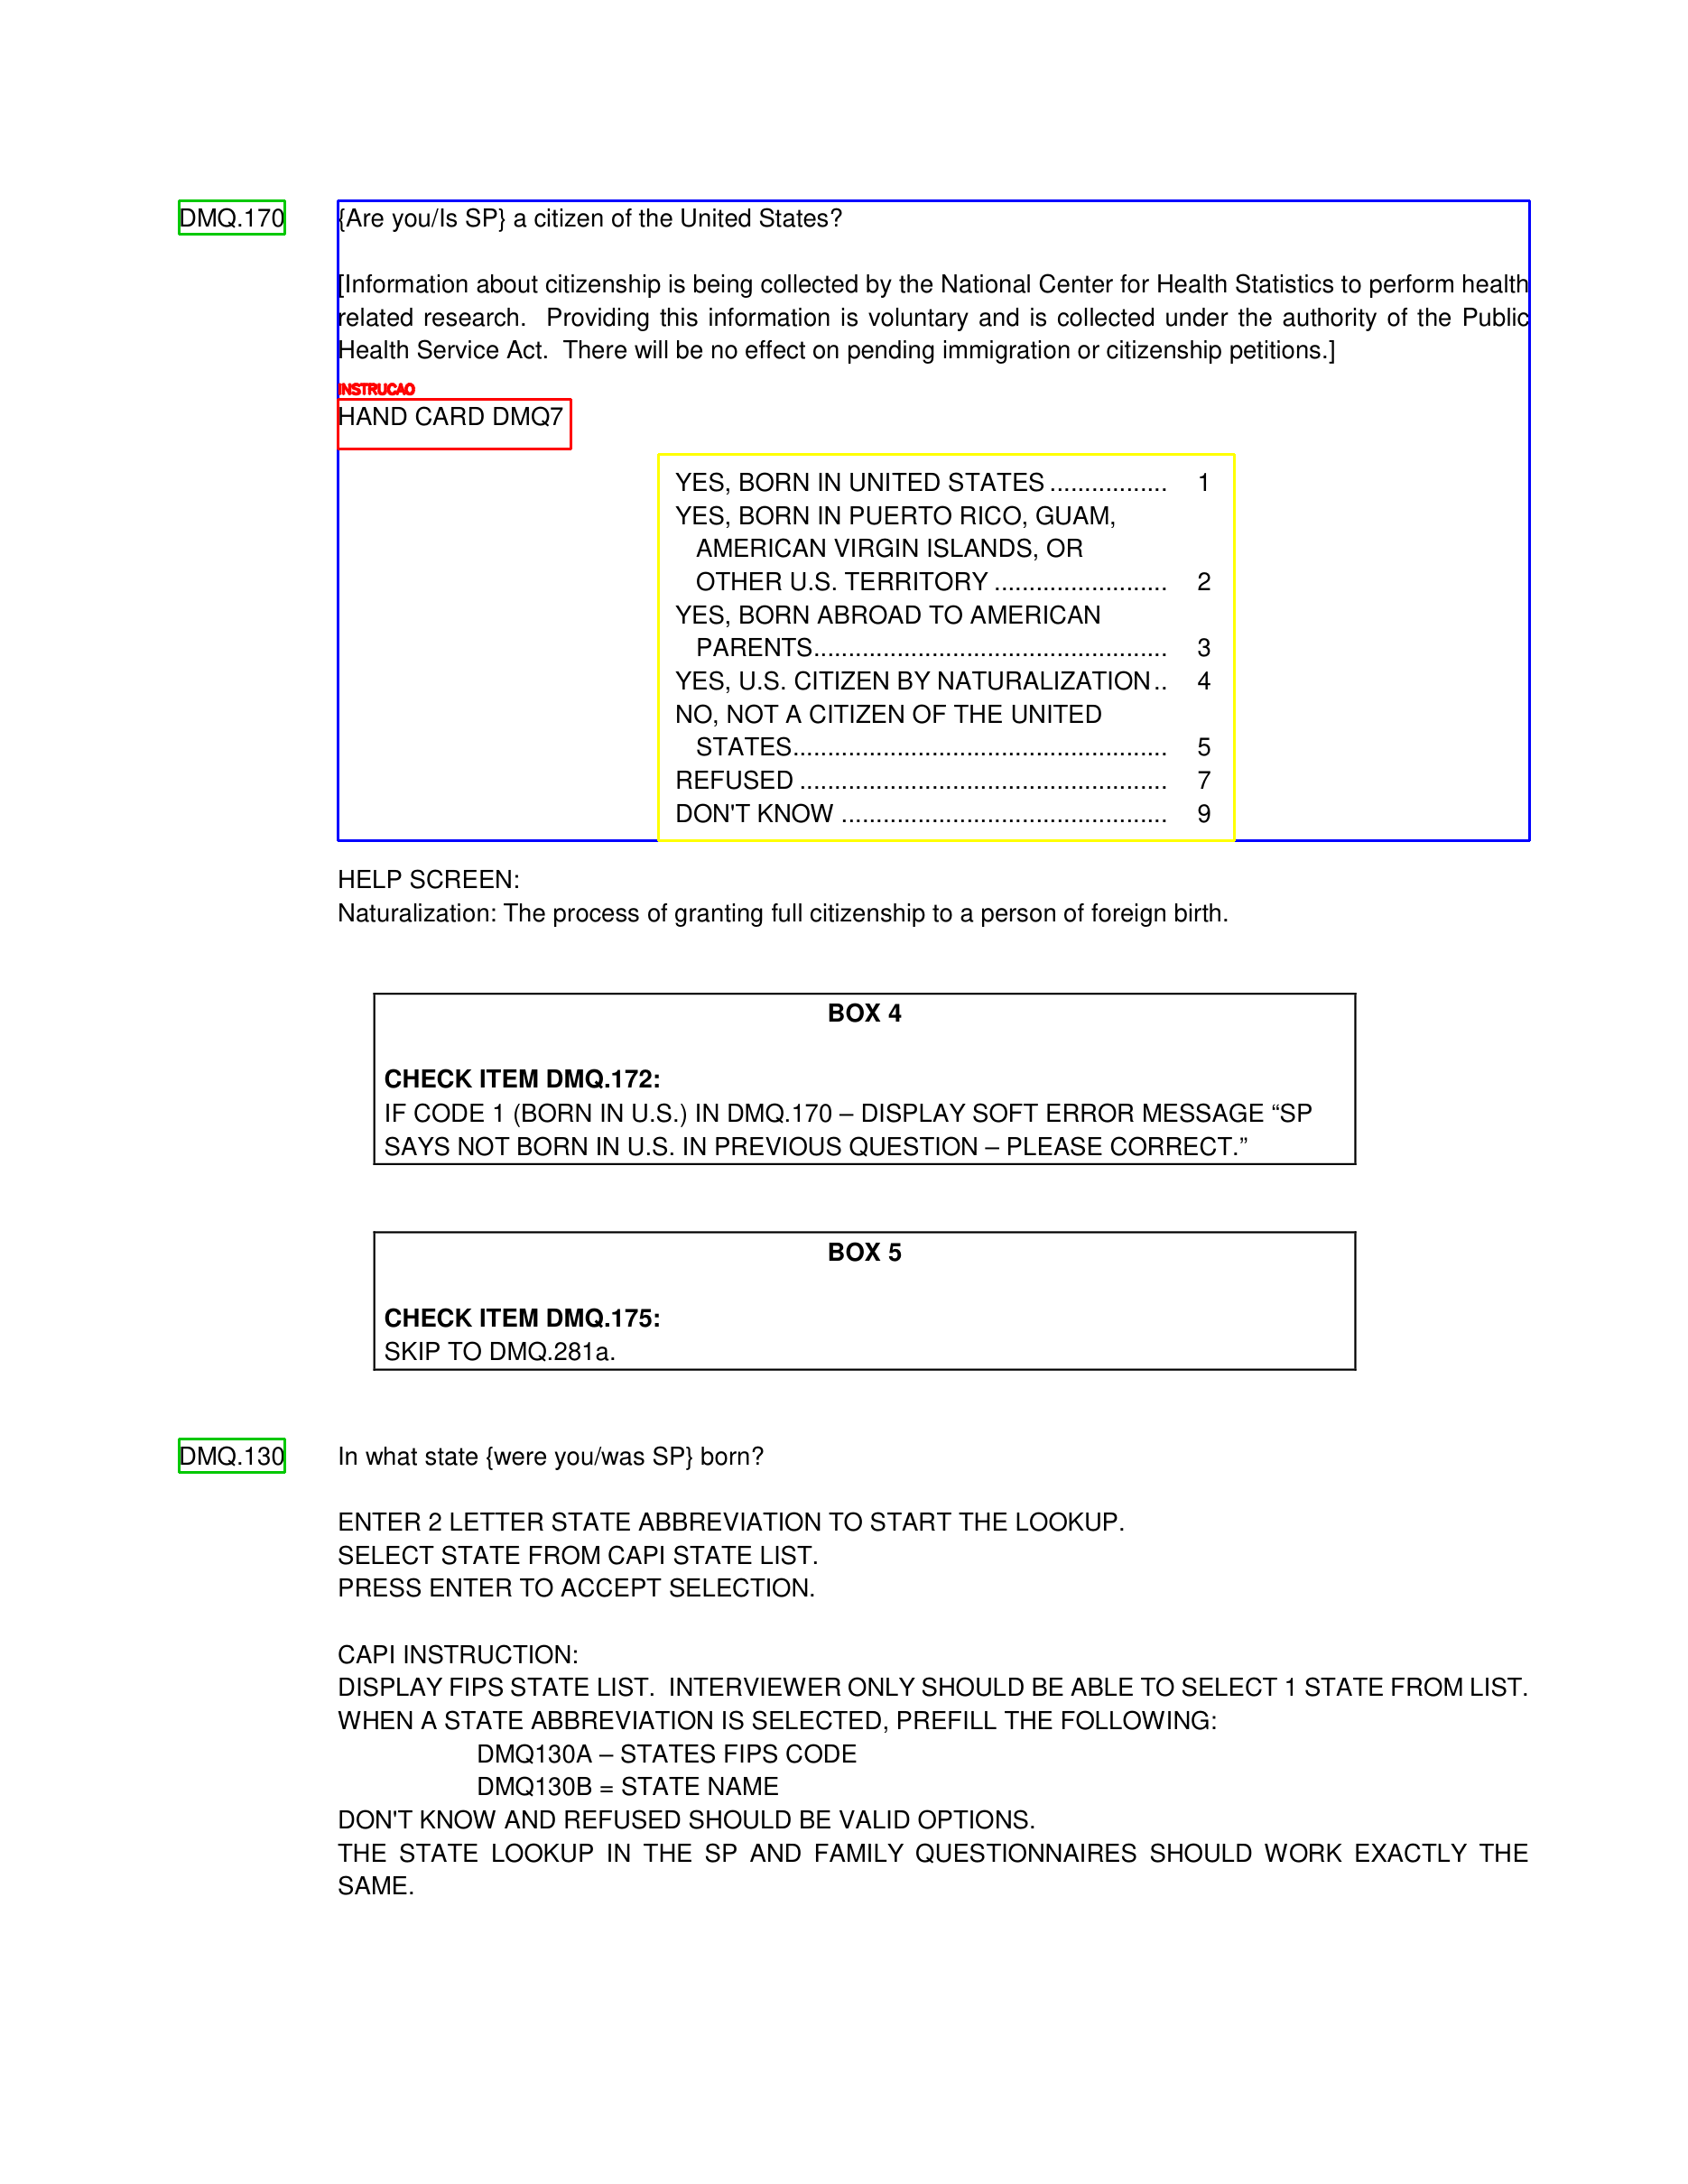 DMQ.170 {Are you/Is SP} a citizen of the United States?
[Information about citizenship is being collected by the National Center for Health Statistics to perform health
related research. Providing this information is voluntary and is collected under the authority of the Public
Health Service Act. There will be no effect on pending immigration or citizenship petitions.]
INSTRUCAO
HAND CARD DMQ7
YES, BORN IN UNITED STATES ................. 1
YES, BORN IN PUERTO RICO, GUAM,
AMERICAN VIRGIN ISLANDS, OR
OTHER U.S. TERRITORY ......................... 2
YES, BORN ABROAD TO AMERICAN
PARENTS................................................... 3
YES, U.S. CITIZEN BY NATURALIZATION.. 4
NO, NOT A CITIZEN OF THE UNITED
STATES...................................................... 5
REFUSED ..................................................... 7
DON'T KNOW ............................................... 9
HELP SCREEN:
Naturalization: The process of granting full citizenship to a person of foreign birth.
BOX 4
CHECK ITEM DMQ.172:
IF CODE 1 (BORN IN U.S.) IN DMQ.170 – DISPLAY SOFT ERROR MESSAGE “SP
SAYS NOT BORN IN U.S. IN PREVIOUS QUESTION – PLEASE CORRECT.”
BOX 5
CHECK ITEM DMQ.175:
SKIP TO DMQ.281a.
DMQ.130 In what state {were you/was SP} born?
ENTER 2 LETTER STATE ABBREVIATION TO START THE LOOKUP.
SELECT STATE FROM CAPI STATE LIST.
PRESS ENTER TO ACCEPT SELECTION.
CAPI INSTRUCTION:
DISPLAY FIPS STATE LIST. INTERVIEWER ONLY SHOULD BE ABLE TO SELECT 1 STATE FROM LIST.
WHEN A STATE ABBREVIATION IS SELECTED, PREFILL THE FOLLOWING:
DMQ130A – STATES FIPS CODE
DMQ130B = STATE NAME
DON'T KNOW AND REFUSED SHOULD BE VALID OPTIONS.
THE STATE LOOKUP IN THE SP AND FAMILY QUESTIONNAIRES SHOULD WORK EXACTLY THE
SAME.